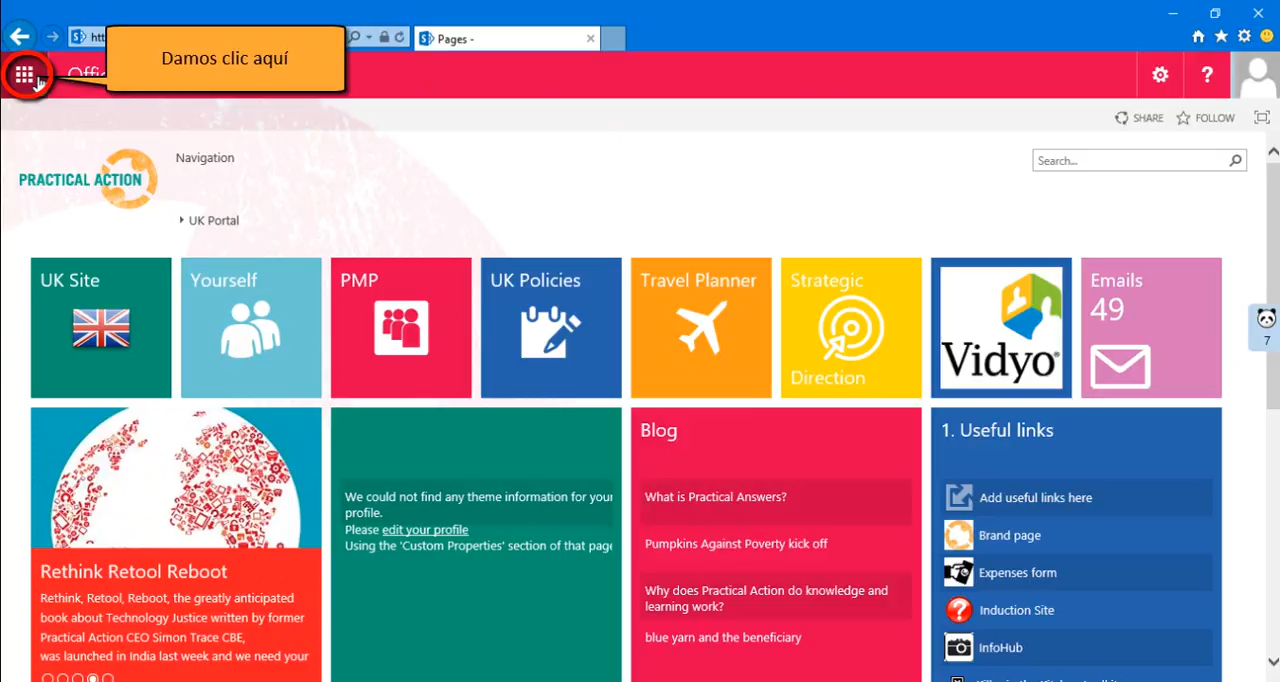 htt
Damos clic aquí
Pages -
SHARE
FOLLOW
PRACTICAL ACTION
Navigation
Search...
UK Portal
UK Site
Yourself
PMP
UK Policies
Travel Planner
Strategic
Direction
Vidyo
Emails
49
7
Rethink Retool Reboot
Rethink, Retool, Reboot, the greatly anticipated
book about Technology Justice written by former
Practical Action CEO Simon Trace CBE,
was launched in India last week and we need your
We could not find any theme information for your
profile.
Please edit your profile
Using the 'Custom Properties' section of that page
Blog
What is Practical Answers?
Pumpkins Against Poverty kick off
Why does Practical Action do knowledge and
learning work?
blue yarn and the beneficiary
1. Useful links
Add useful links here
Brand page
Expenses form
Induction Site
InfoHub